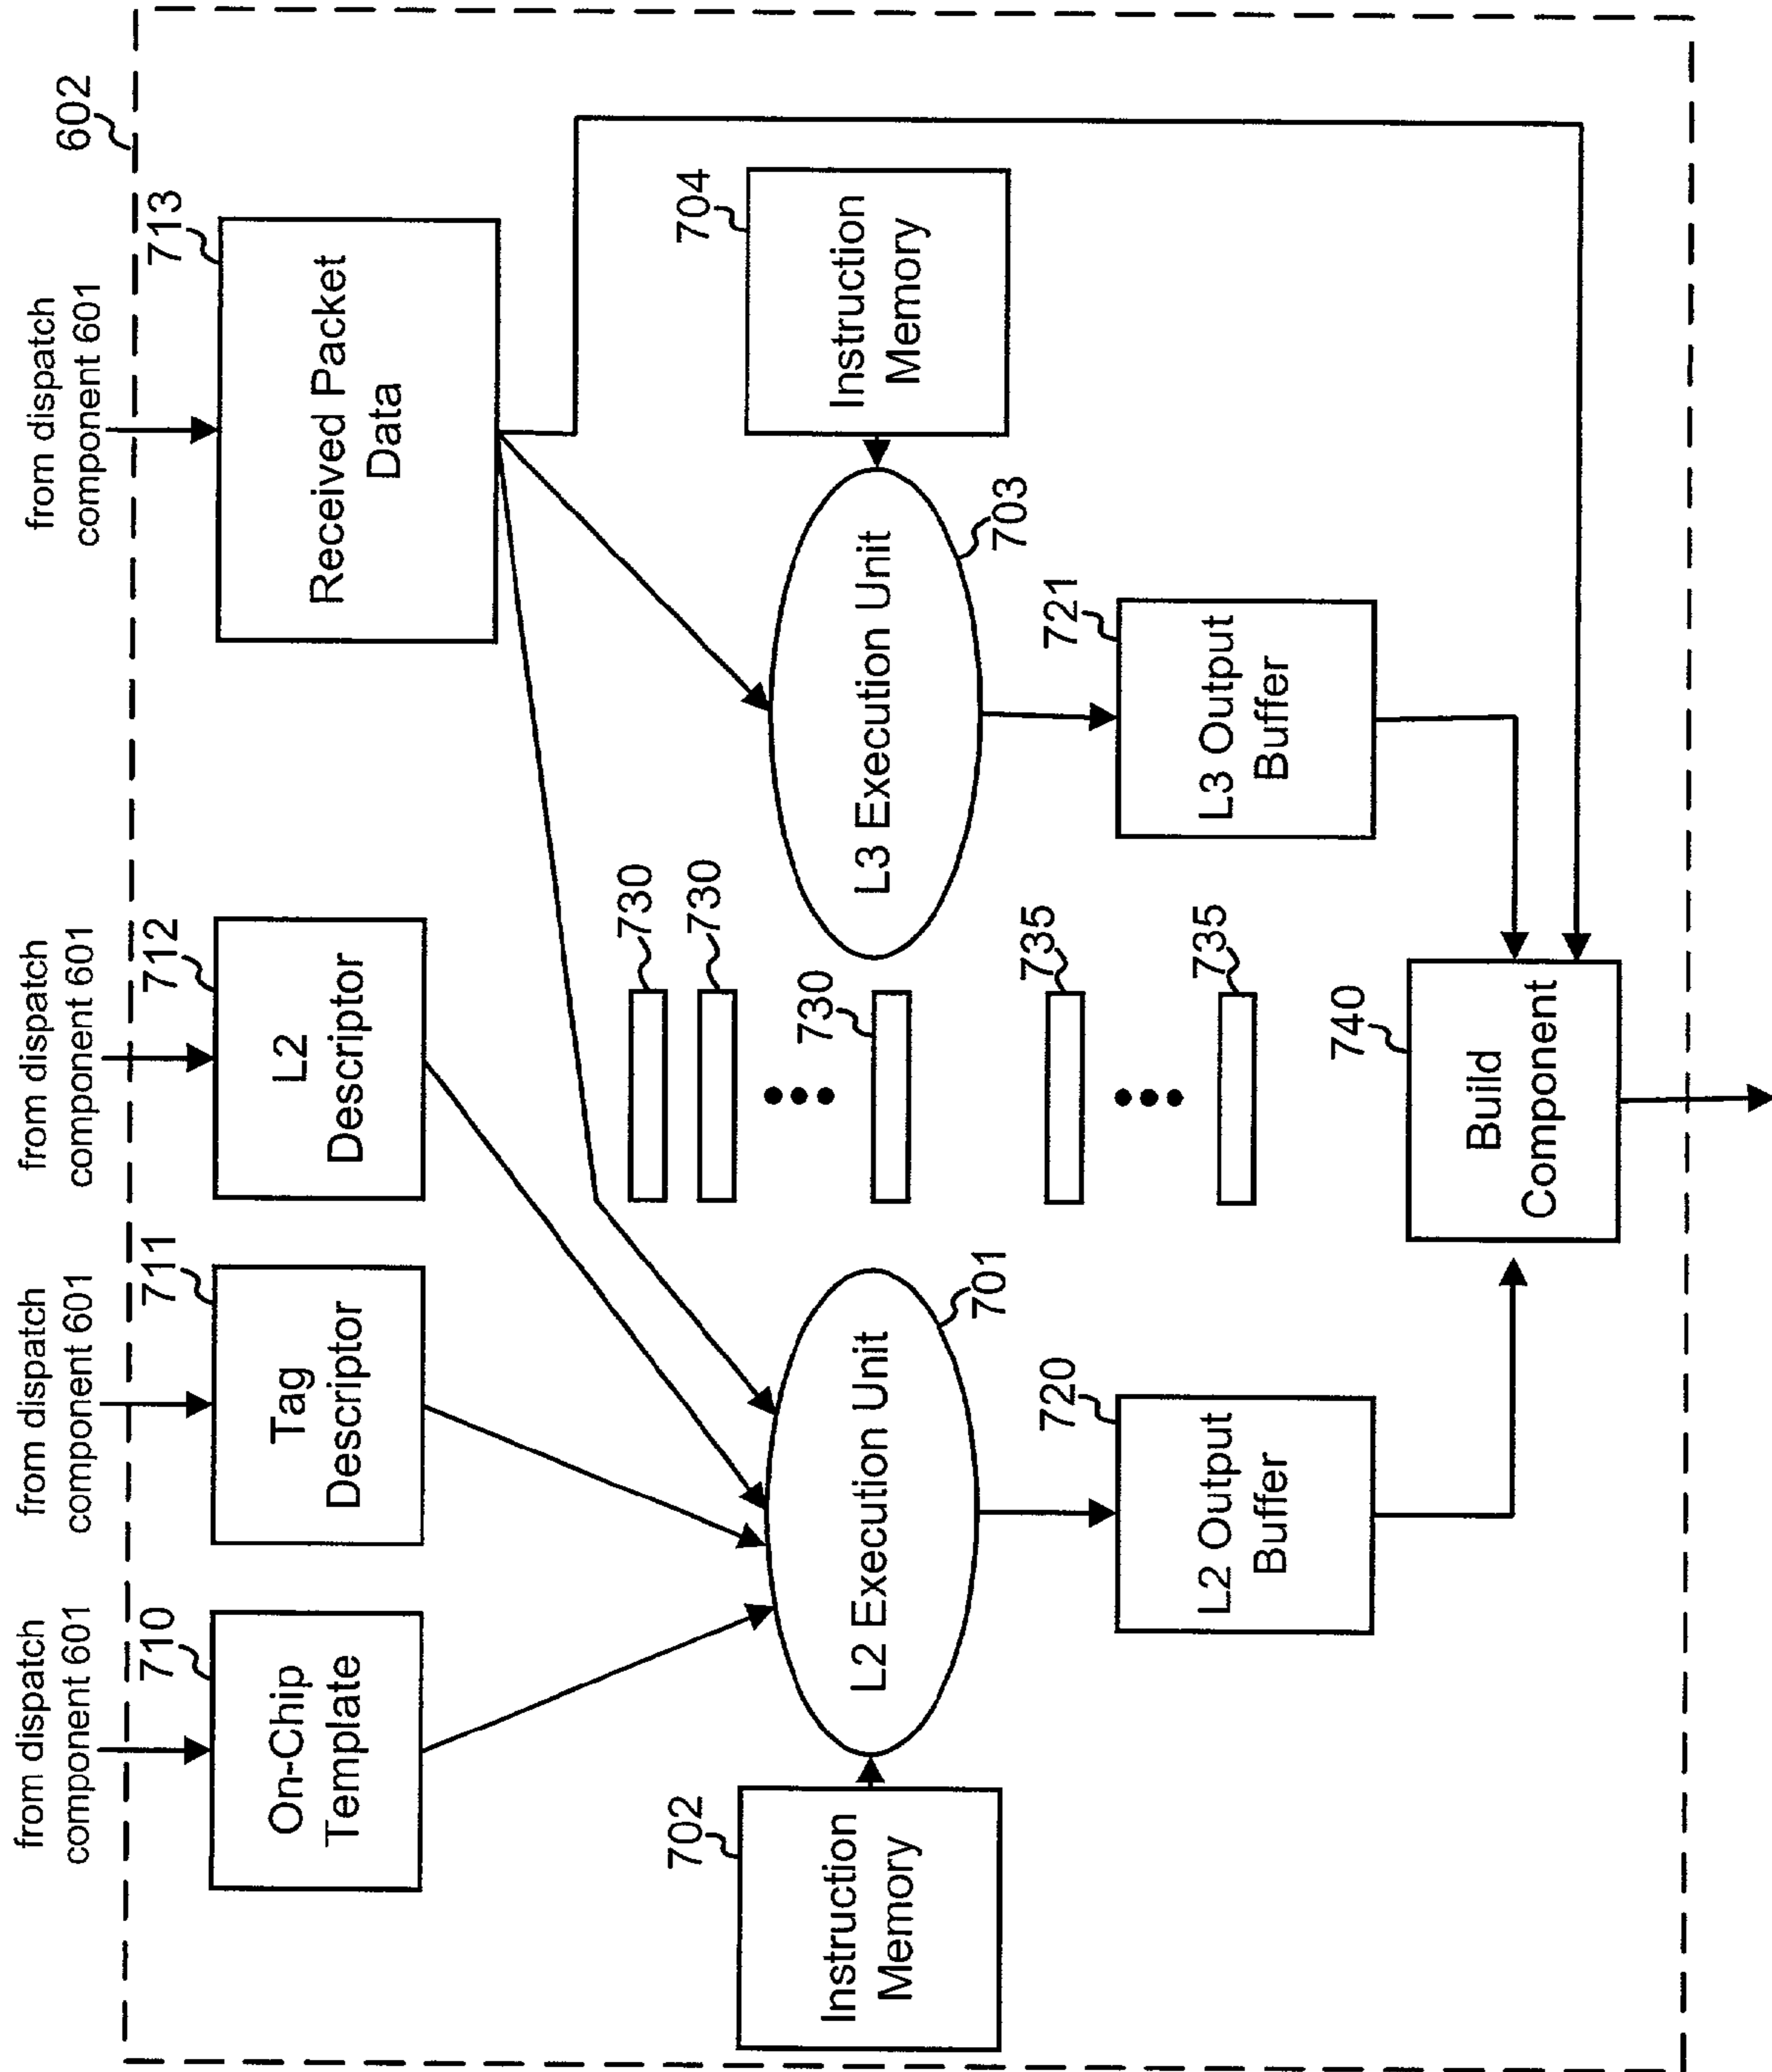 from dispatch
component 601
from dispatch
component 601
from dispatch
component 601
from dispatch
component 601
602
710
On-Chip
Template
711
Tag
Descriptor
712
L2
Descriptor
713
Received Packet
Data
702
Instruction
Memory
L2 Execution Unit
701
730
730
730
L3 Execution Unit
703
704
Instruction
Memory
720
L2 Output
Buffer
735
735
721
L3 Output
Buffer
740
Build
Component